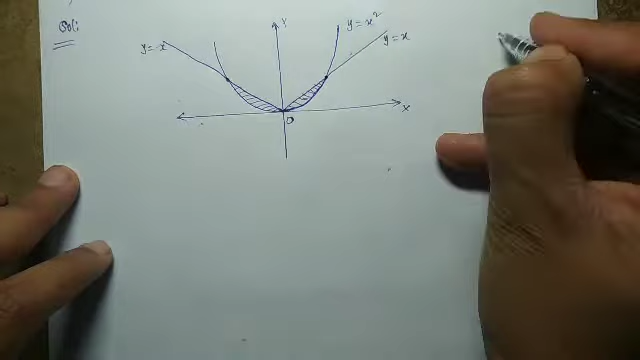 Sol:
Y
y = x²
y = x
y = -x
X
O